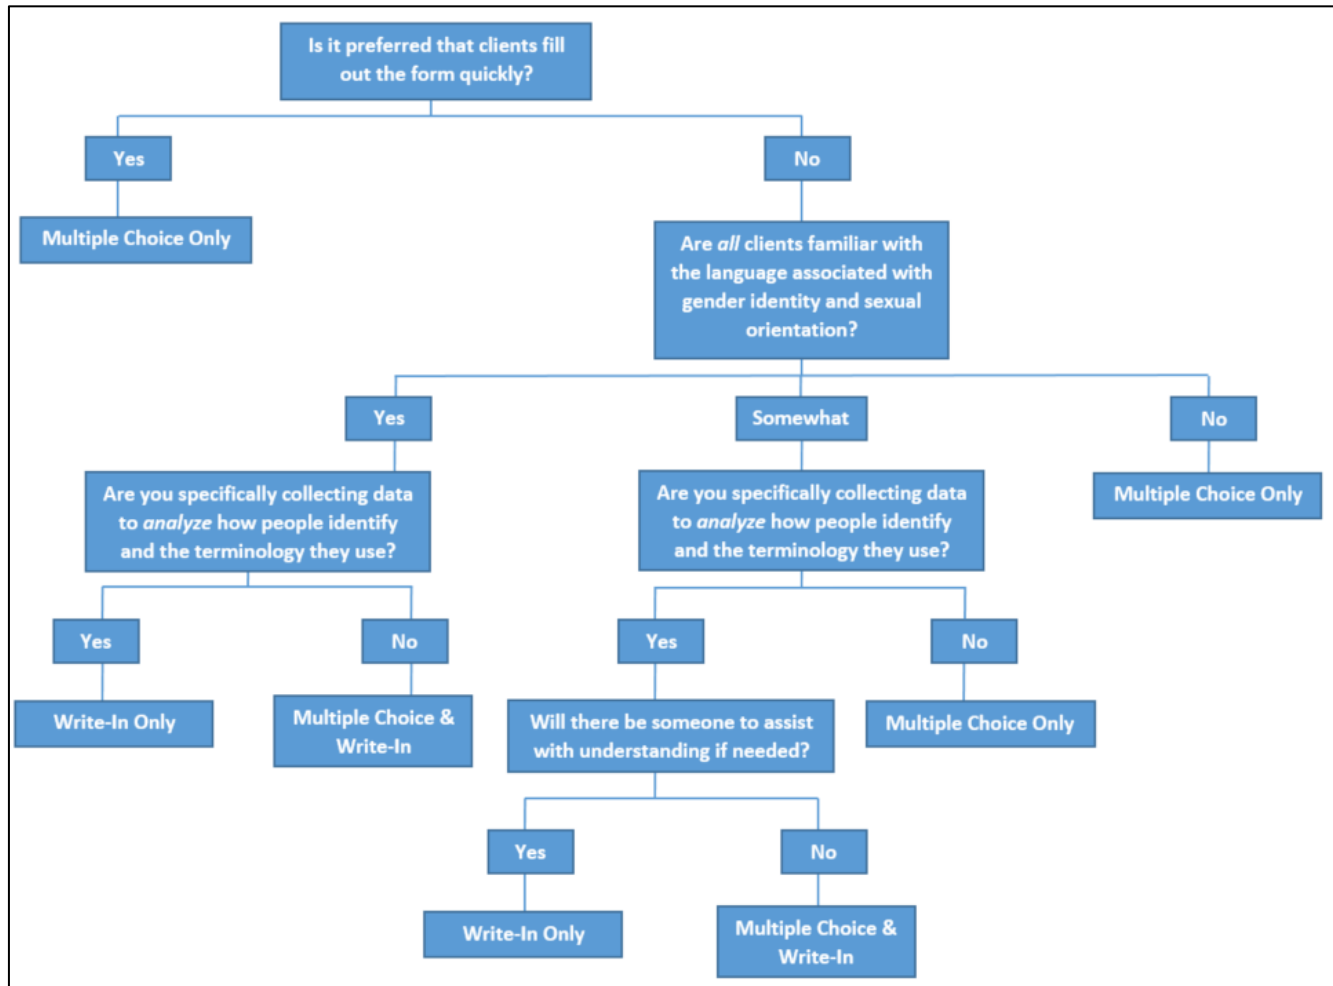 Is it preferred that clients fill
out the form quickly?
Yes
No
Multiple Choice Only
Are all clients familiar with
the language associated with
gender identity and sexual
orientation?
Yes
Somewhat
No
Are you specifically collecting data
to analyze how people identify
and the terminology they use?
Are you specifically collecting data
to analyze how people identify
and the terminology they use?
Multiple Choice Only
Yes
No
Yes
No
Write-In Only
Multiple Choice &
Write-In
Will there be someone to assist
with understanding if needed?
Multiple Choice Only
Yes
No
Write-In Only
Multiple Choice &
Write-In